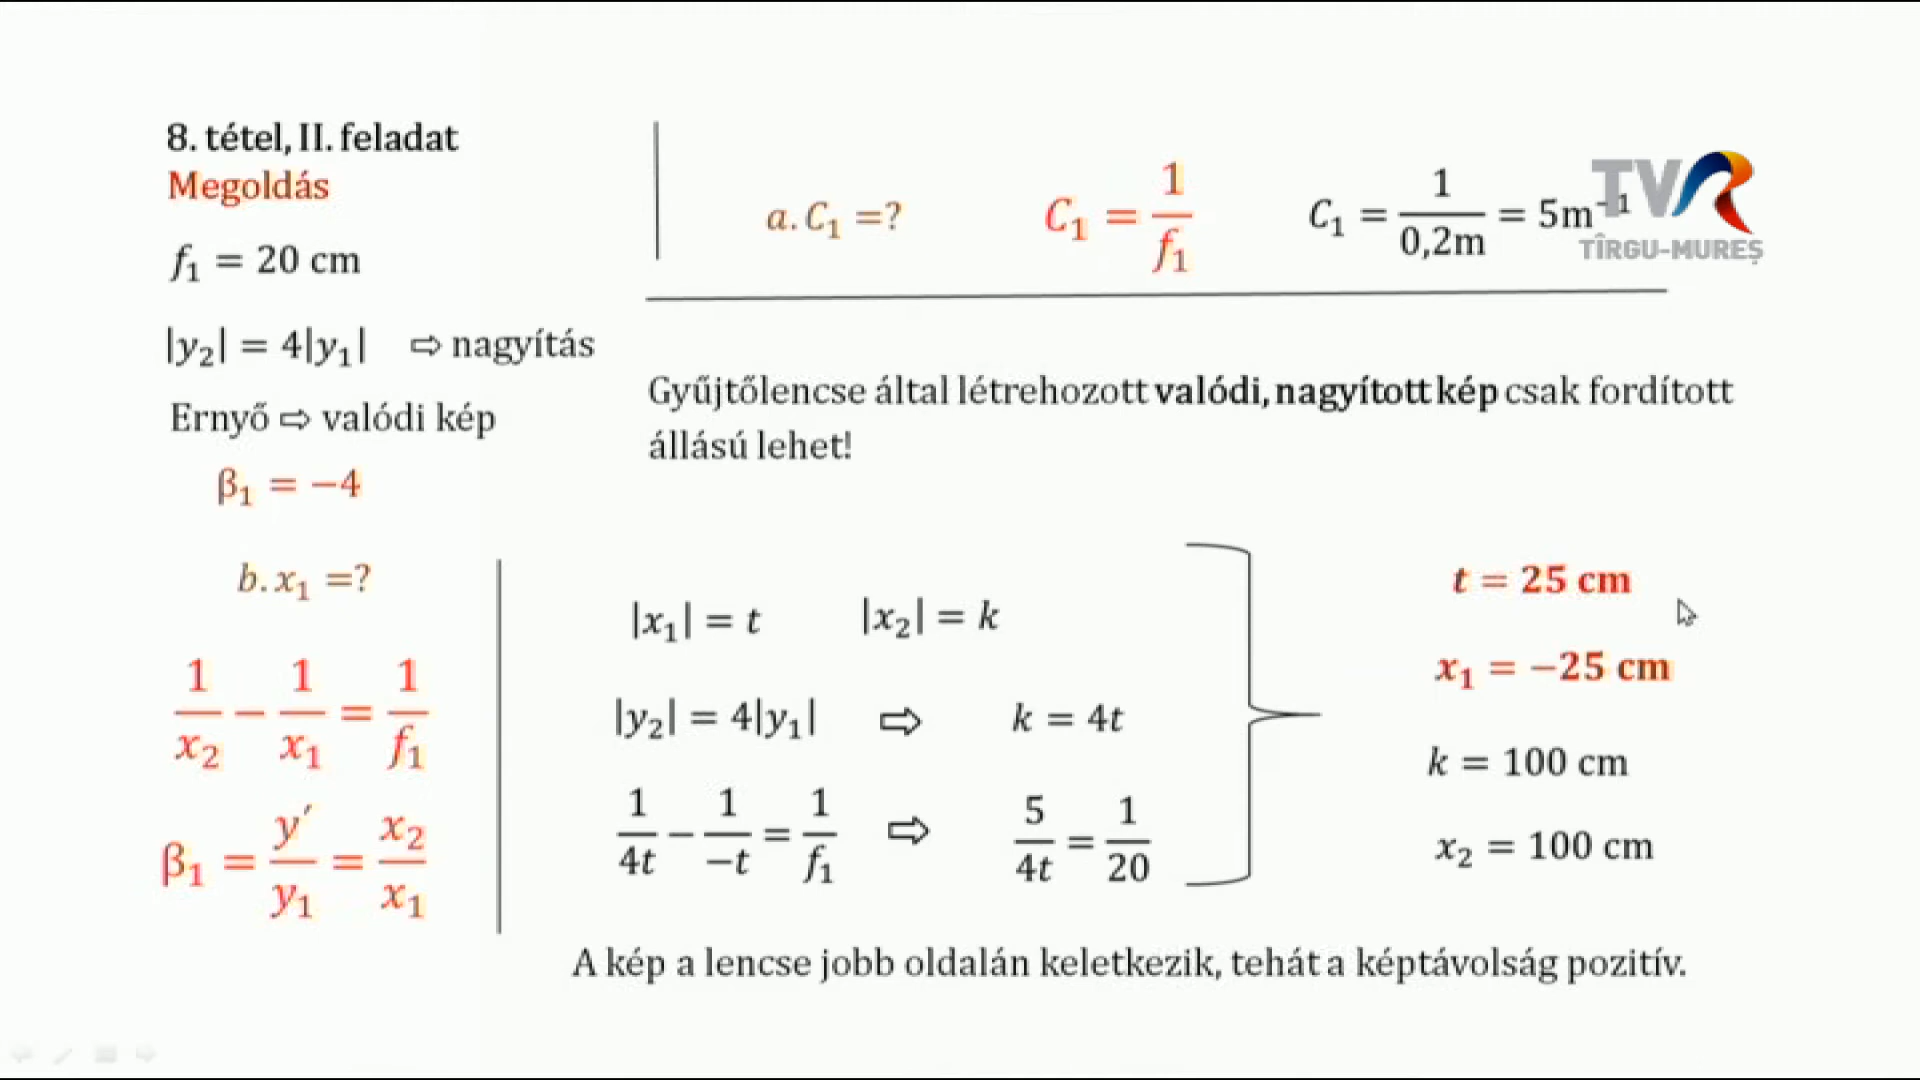 8. tétel, II. feladat
Megoldás
f₁ = 20 cm
|y₂| = 4|y₁| ⇨ nagyítás
Ernyő ⇨ valódi kép
β₁ = −4
a. C₁ =? C₁ = 1/f₁ C₁ = 1/0,2m = 5m⁻¹
TVR
TÎRGU-MUREȘ
Gyűjtőlencse által létrehozott valódi, nagyított kép csak fordított
állású lehet!
b. x₁ =?
1/x₂ − 1/x₁ = 1/f₁
β₁ = y′/y₁ = x₂/x₁
|x₁| = t |x₂| = k
|y₂| = 4|y₁| ⇨ k = 4t
1/4t − 1/−t = 1/f₁ ⇨ 5/4t = 1/20
t = 25 cm
x₁ = −25 cm
k = 100 cm
x₂ = 100 cm
A kép a lencse jobb oldalán keletkezik, tehát a képtávolság pozitív.